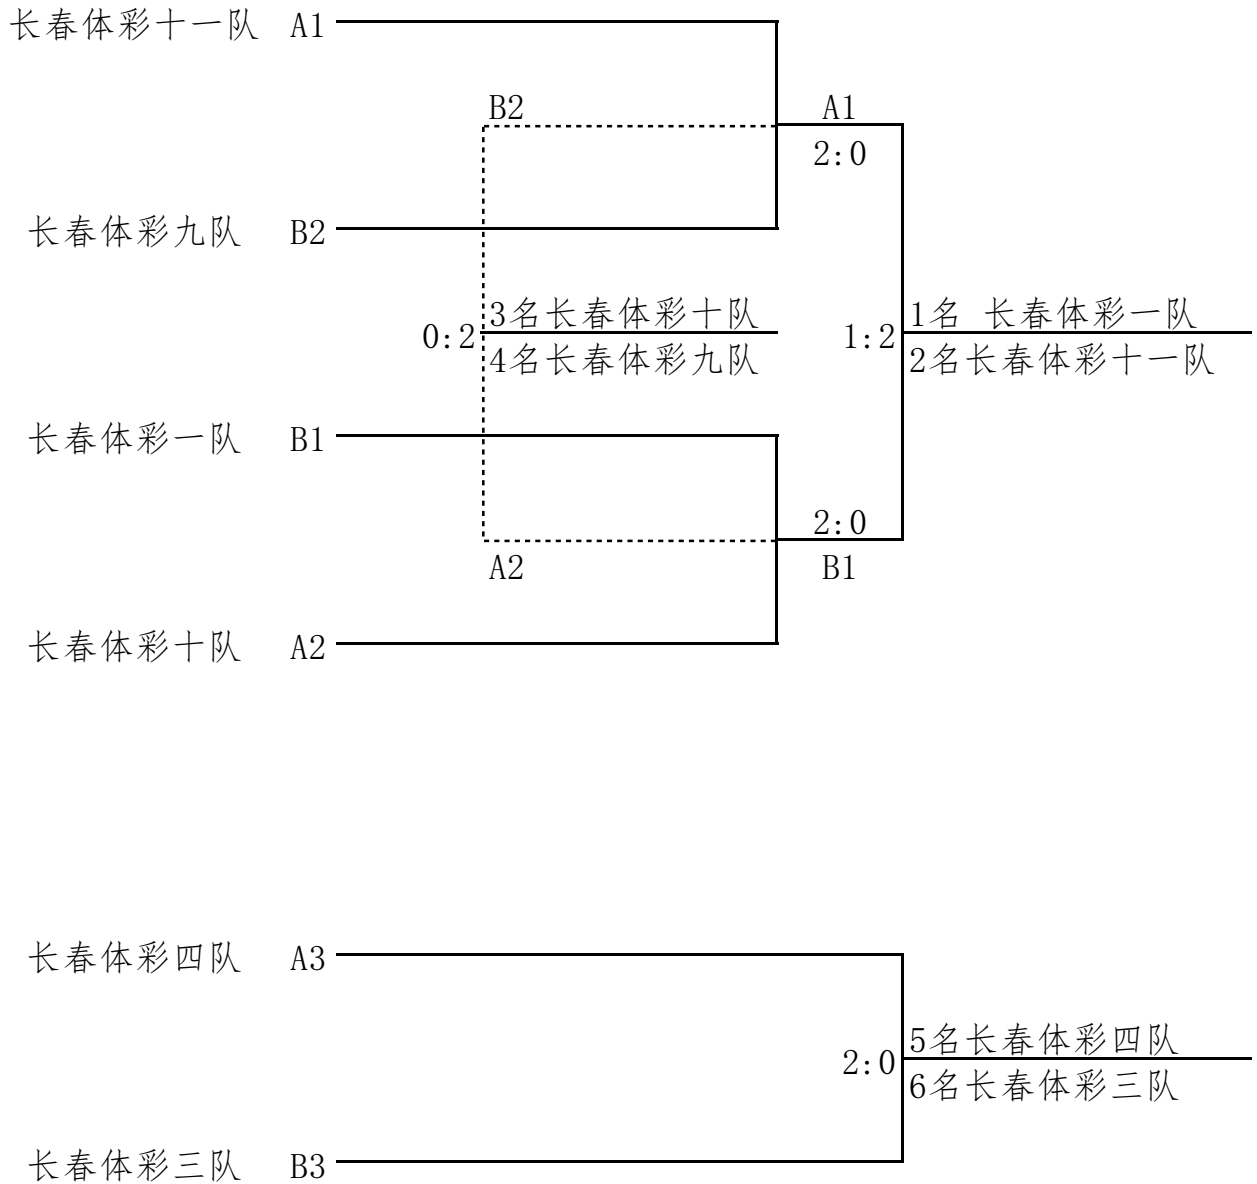 长春体彩十一队 A1
B2
A1
2:0
长春体彩九队 B2
3名长春体彩十队
1名 长春体彩一队
0:2
1:2
4名长春体彩九队
2名长春体彩十一队
长春体彩一队 B1
2:0
A2
B1
长春体彩十队 A2
长春体彩四队 A3
5名长春体彩四队
2:0
6名长春体彩三队
长春体彩三队 B3